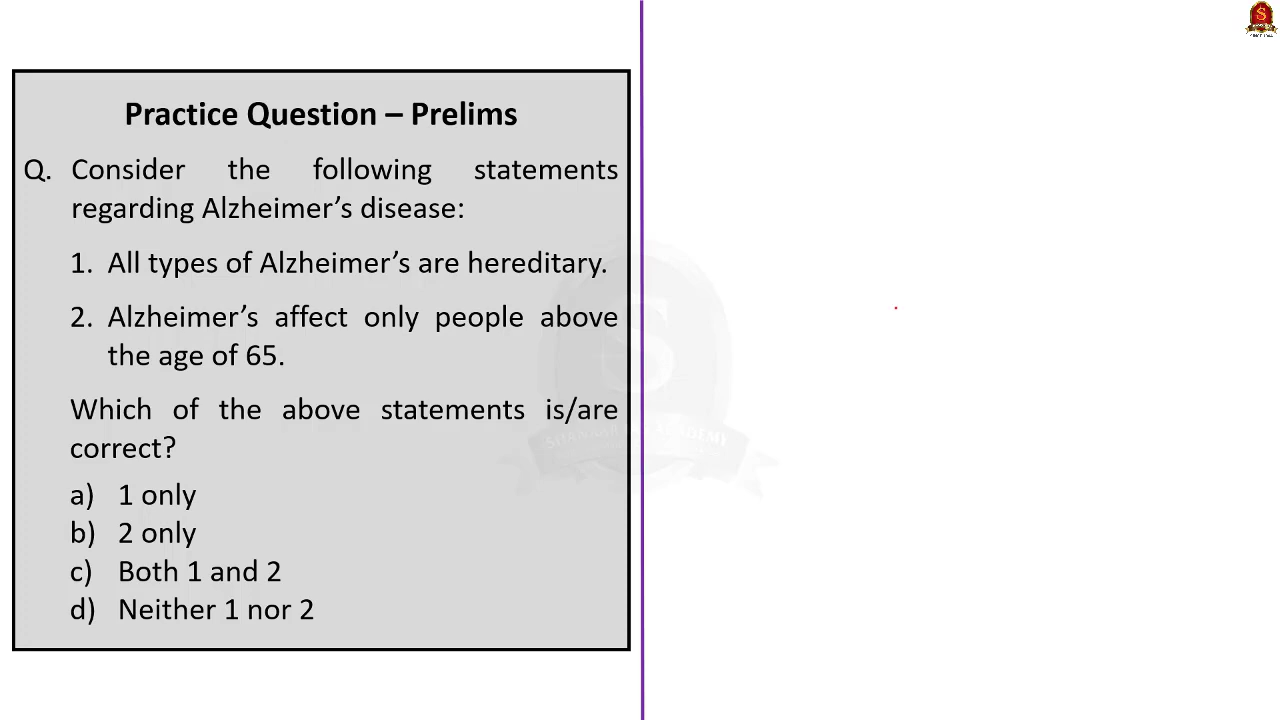 Practice Question – Prelims
Q. Consider the following statements
regarding Alzheimer’s disease:
1. All types of Alzheimer’s are hereditary.
2. Alzheimer’s affect only people above
the age of 65.
Which of the above statements is/are
correct?
a) 1 only
b) 2 only
c) Both 1 and 2
d) Neither 1 nor 2